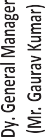 Dy. General Manager
(Mr. Gaurav Kumar)